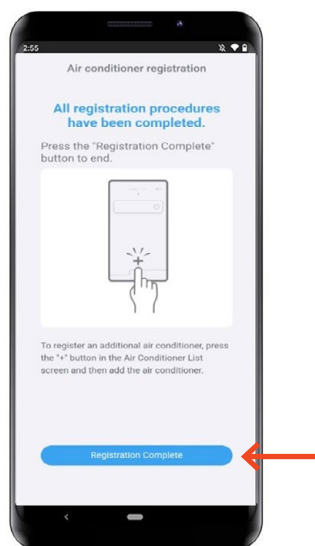 2:55
Air conditioner registration
All registration procedures
have been completed.
Press the "Registration Complete"
button to end.
To register an additional air conditioner, press
the "+" button in the Air Conditioner List
screen and then add the air conditioner.
Registration Complete